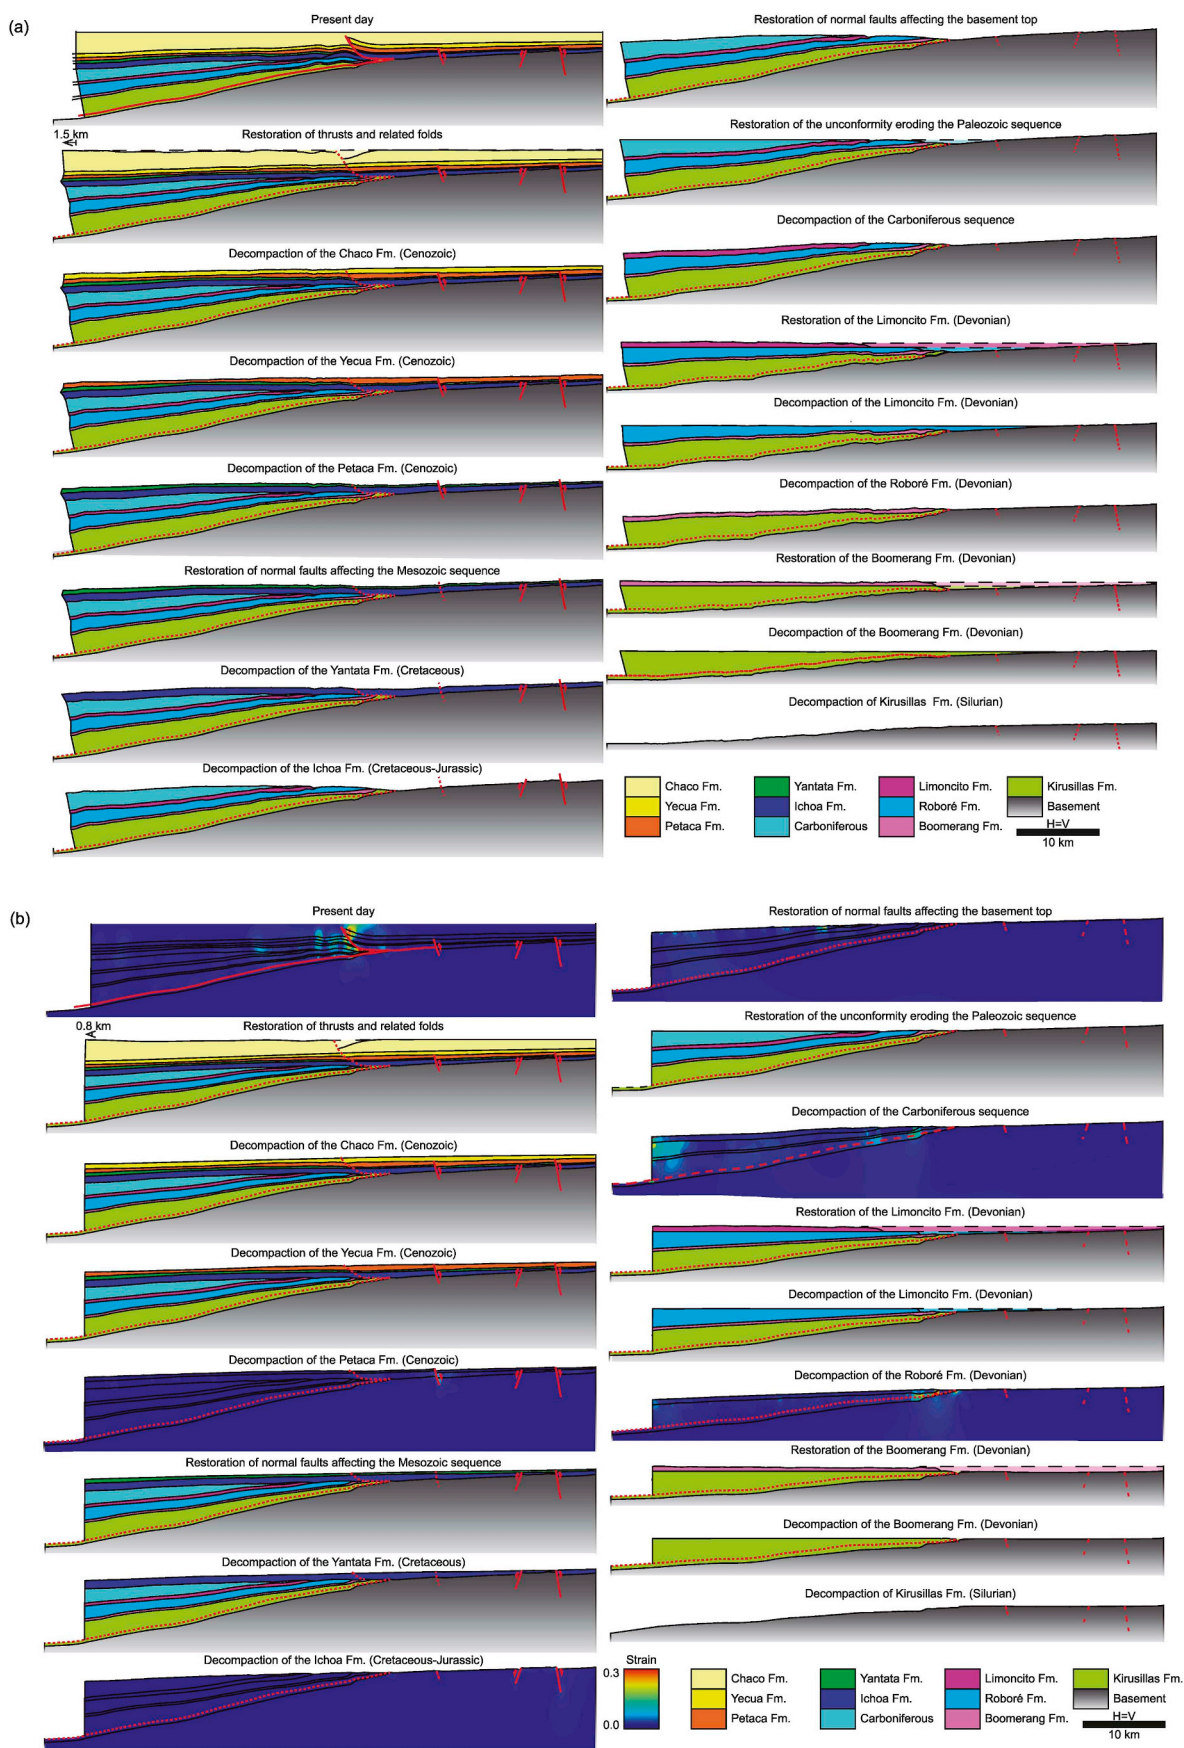 (a)
Present day
1.5 km
Restoration of thrusts and related folds
Decompaction of the Chaco Fm. (Cenozoic)
Decompaction of the Yecua Fm. (Cenozoic)
Decompaction of the Petaca Fm. (Cenozoic)
Restoration of normal faults affecting the Mesozoic sequence
Decompaction of the Yantata Fm. (Cretaceous)
Decompaction of the Ichoa Fm. (Cretaceous-Jurassic)
Restoration of normal faults affecting the basement top
Restoration of the unconformity eroding the Paleozoic sequence
Decompaction of the Carboniferous sequence
Restoration of the Limoncito Fm. (Devonian)
Decompaction of the Limoncito Fm. (Devonian)
Decompaction of the Roboré Fm. (Devonian)
Restoration of the Boomerang Fm. (Devonian)
Decompaction of the Boomerang Fm. (Devonian)
Decompaction of Kirusillas Fm. (Silurian)
Chaco Fm.
Yecua Fm.
Petaca Fm.
Yantata Fm.
Ichoa Fm.
Carboniferous
Limoncito Fm.
Roboré Fm.
Boomerang Fm.
Kirusillas Fm.
Basement
H=V
10 km
(b)
Present day
0.8 km
Restoration of thrusts and related folds
Decompaction of the Chaco Fm. (Cenozoic)
Decompaction of the Yecua Fm. (Cenozoic)
Decompaction of the Petaca Fm. (Cenozoic)
Restoration of normal faults affecting the Mesozoic sequence
Decompaction of the Yantata Fm. (Cretaceous)
Decompaction of the Ichoa Fm. (Cretaceous-Jurassic)
Restoration of normal faults affecting the basement top
Restoration of the unconformity eroding the Paleozoic sequence
Decompaction of the Carboniferous sequence
Restoration of the Limoncito Fm. (Devonian)
Decompaction of the Limoncito Fm. (Devonian)
Decompaction of the Roboré Fm. (Devonian)
Restoration of the Boomerang Fm. (Devonian)
Decompaction of the Boomerang Fm. (Devonian)
Decompaction of Kirusillas Fm. (Silurian)
Strain
0.3
0.0
Chaco Fm.
Yecua Fm.
Petaca Fm.
Yantata Fm.
Ichoa Fm.
Carboniferous
Limoncito Fm.
Roboré Fm.
Boomerang Fm.
Kirusillas Fm.
Basement
H=V
10 km